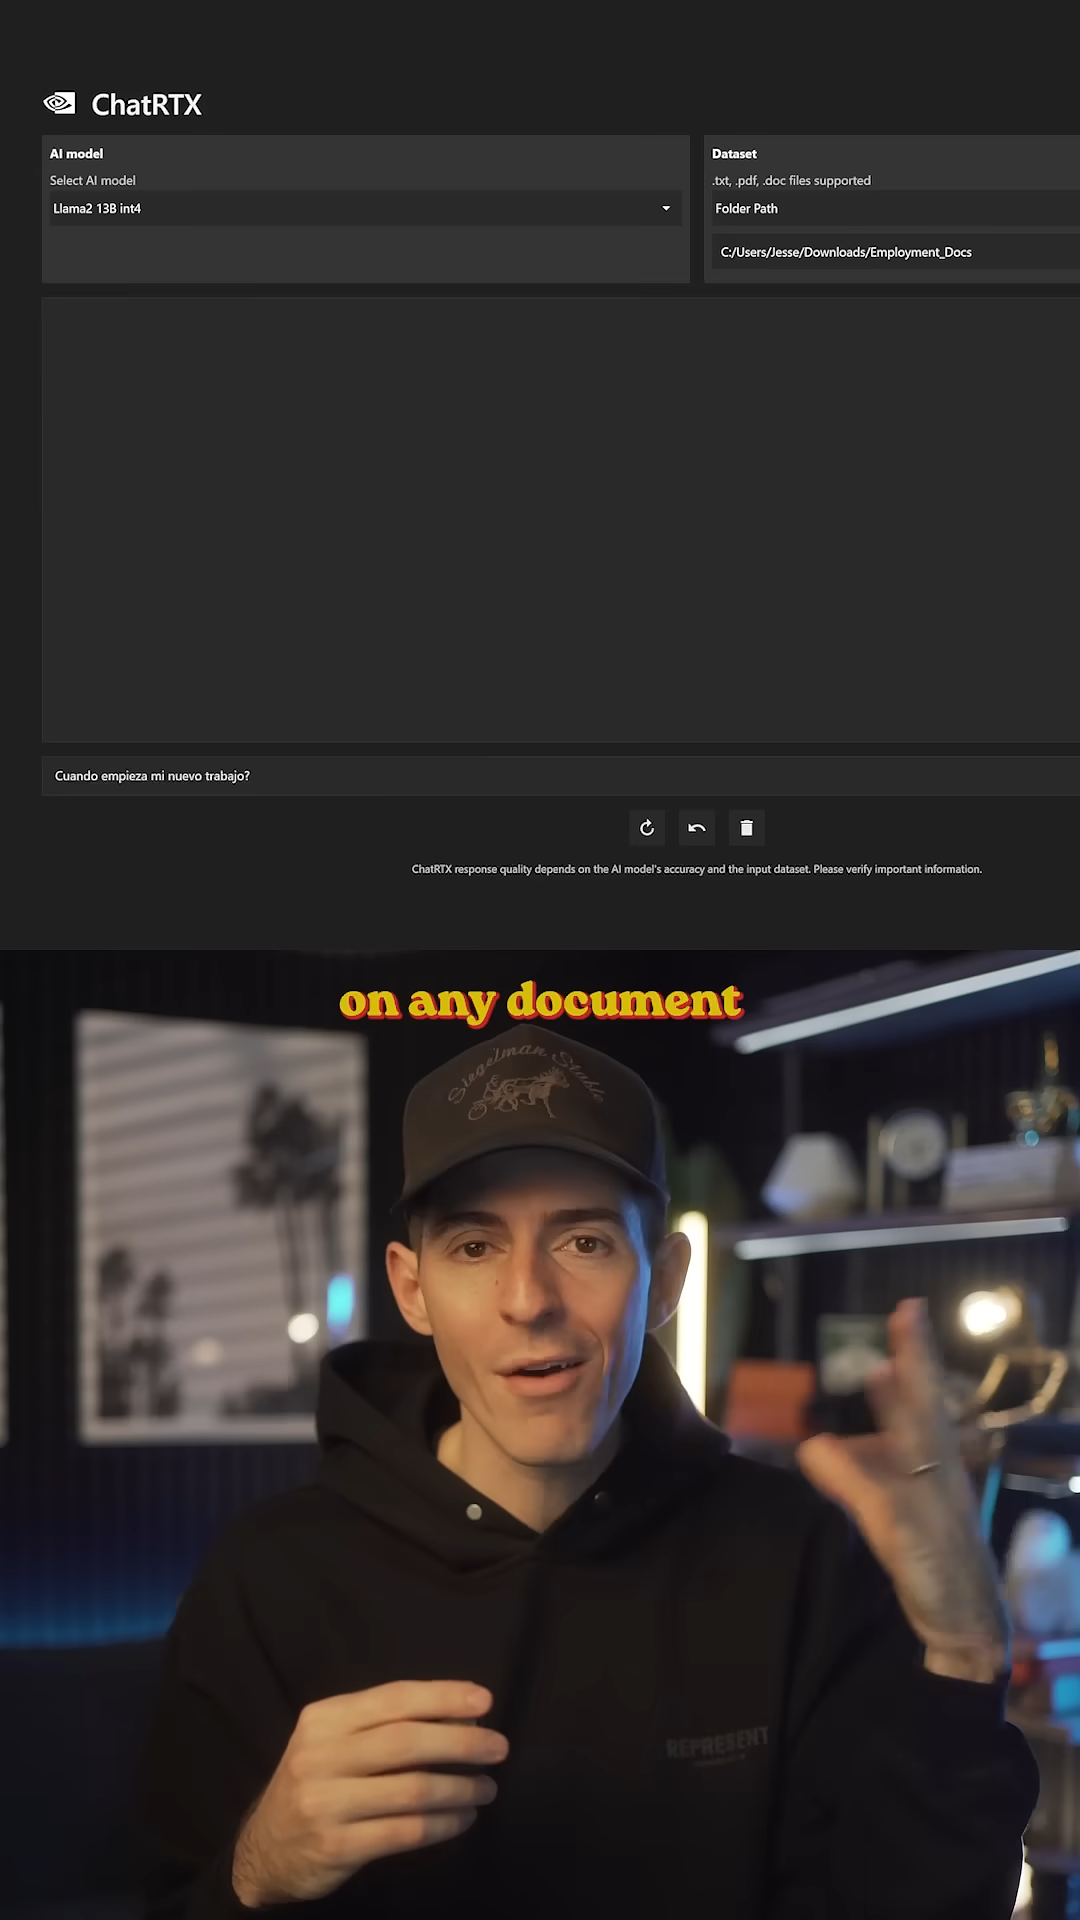 ChatRTX
AI model
Select AI model
Llama2 13B int4
Dataset
.txt, .pdf, .doc files supported
Folder Path
C:/Users/Jesse/Downloads/Employment_Docs
Cuando empieza mi nuevo trabajo?
ChatRTX response quality depends on the AI model's accuracy and the input dataset. Please verify important information.
on any document
Siegelman Stable
REPRESENT